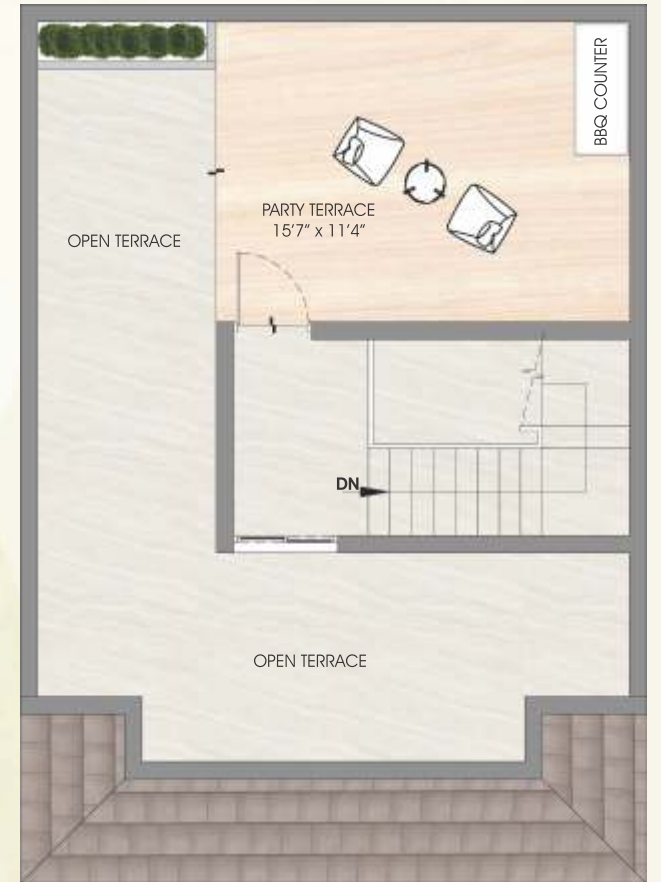 BBQ COUNTER
PARTY TERRACE
15'7" x 11'4"
OPEN TERRACE
DN
OPEN TERRACE